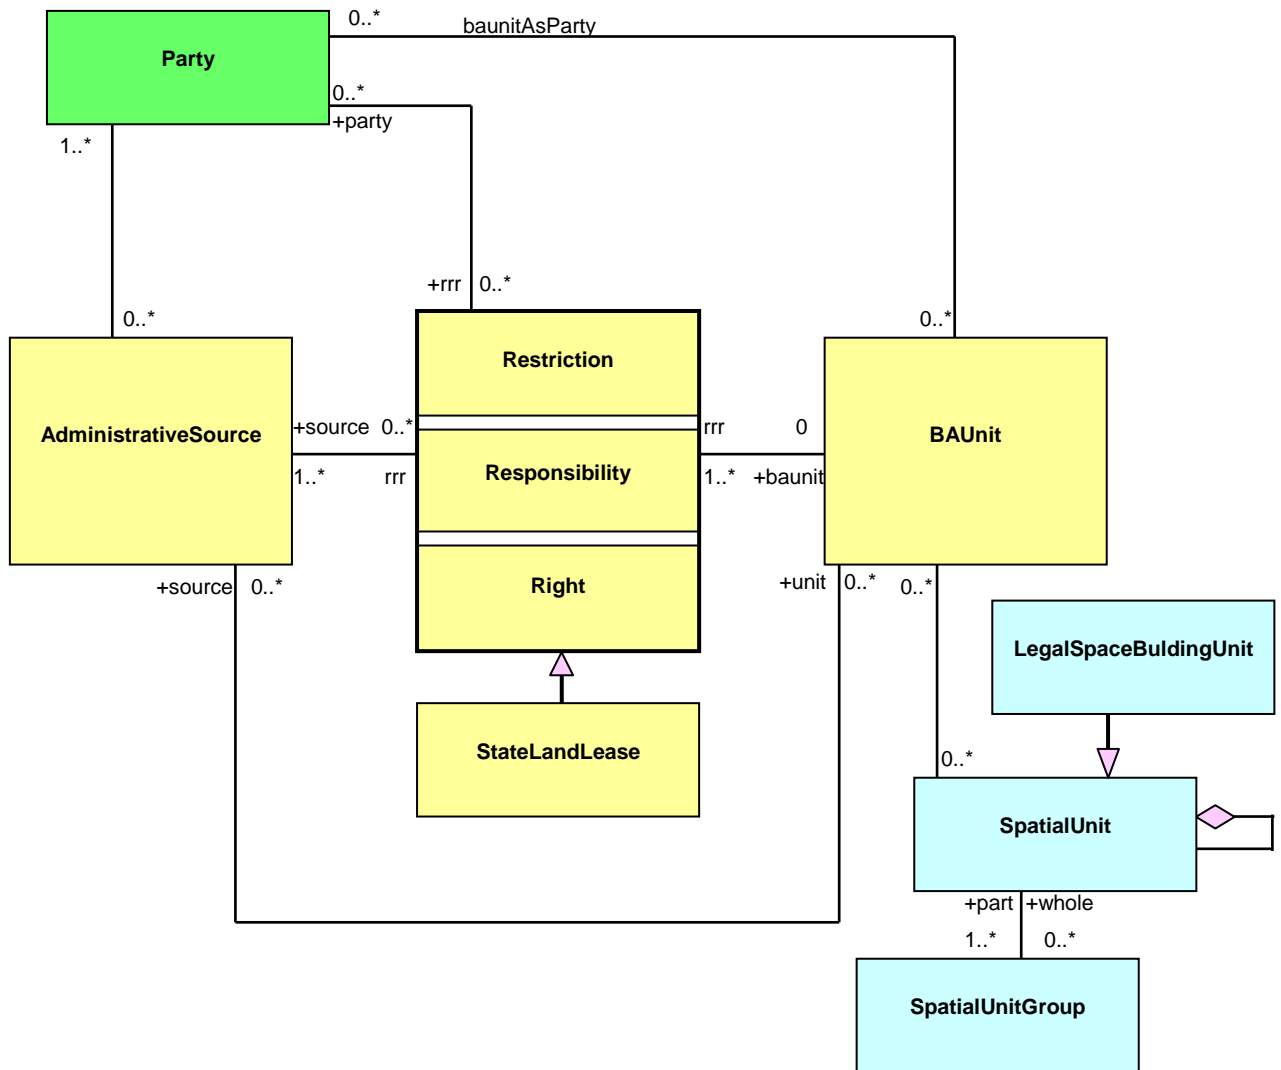 0..* baunitAsParty
Party
0..*
+party
1..*
+rrr 0..*
0..* 0..*
Restriction
+source 0..* rrr 0
AdministrativeSource BAUnit
1..* rrr Responsibility 1..* +baunit
+source 0..* Right +unit 0..* 0..*
LegalSpaceBuldingUnit
StateLandLease 0..*
SpatialUnit
+part +whole
1..* 0..*
SpatialUnitGroup